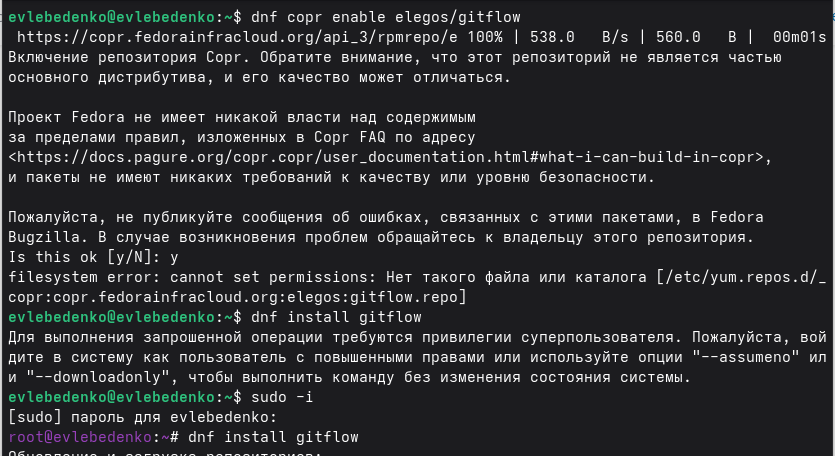 evlebedenko@evlebedenko:~$ dnf copr enable elegos/gitflow
https://copr.fedorainfracloud.org/api_3/rpmrepo/e 100% | 538.0   B/s | 560.0   B |  00m01s
Включение репозитория Copr. Обратите внимание, что этот репозиторий не является частью
основного дистрибутива, и его качество может отличаться.
Проект Fedora не имеет никакой власти над содержимым
за пределами правил, изложенных в Copr FAQ по адресу
<https://docs.pagure.org/copr.copr/user_documentation.html#what-i-can-build-in-copr>,
и пакеты не имеют никаких требований к качеству или уровню безопасности.
Пожалуйста, не публикуйте сообщения об ошибках, связанных с этими пакетами, в Fedora
Bugzilla. В случае возникновения проблем обращайтесь к владельцу этого репозитория.
Is this ok [y/N]: y
filesystem error: cannot set permissions: Нет такого файла или каталога [/etc/yum.repos.d/_
copr:copr.fedorainfracloud.org:elegos:gitflow.repo]
evlebedenko@evlebedenko:~$ dnf install gitflow
Для выполнения запрошенной операции требуются привилегии суперпользователя. Пожалуйста, вой
дите в систему как пользователь с повышенными правами или используйте опции "--assumeno" ил
и "--downloadonly", чтобы выполнить команду без изменения состояния системы.
evlebedenko@evlebedenko:~$ sudo -i
[sudo] пароль для evlebedenko:
root@evlebedenko:~# dnf install gitflow
Обновление и загрузка репозиториев: